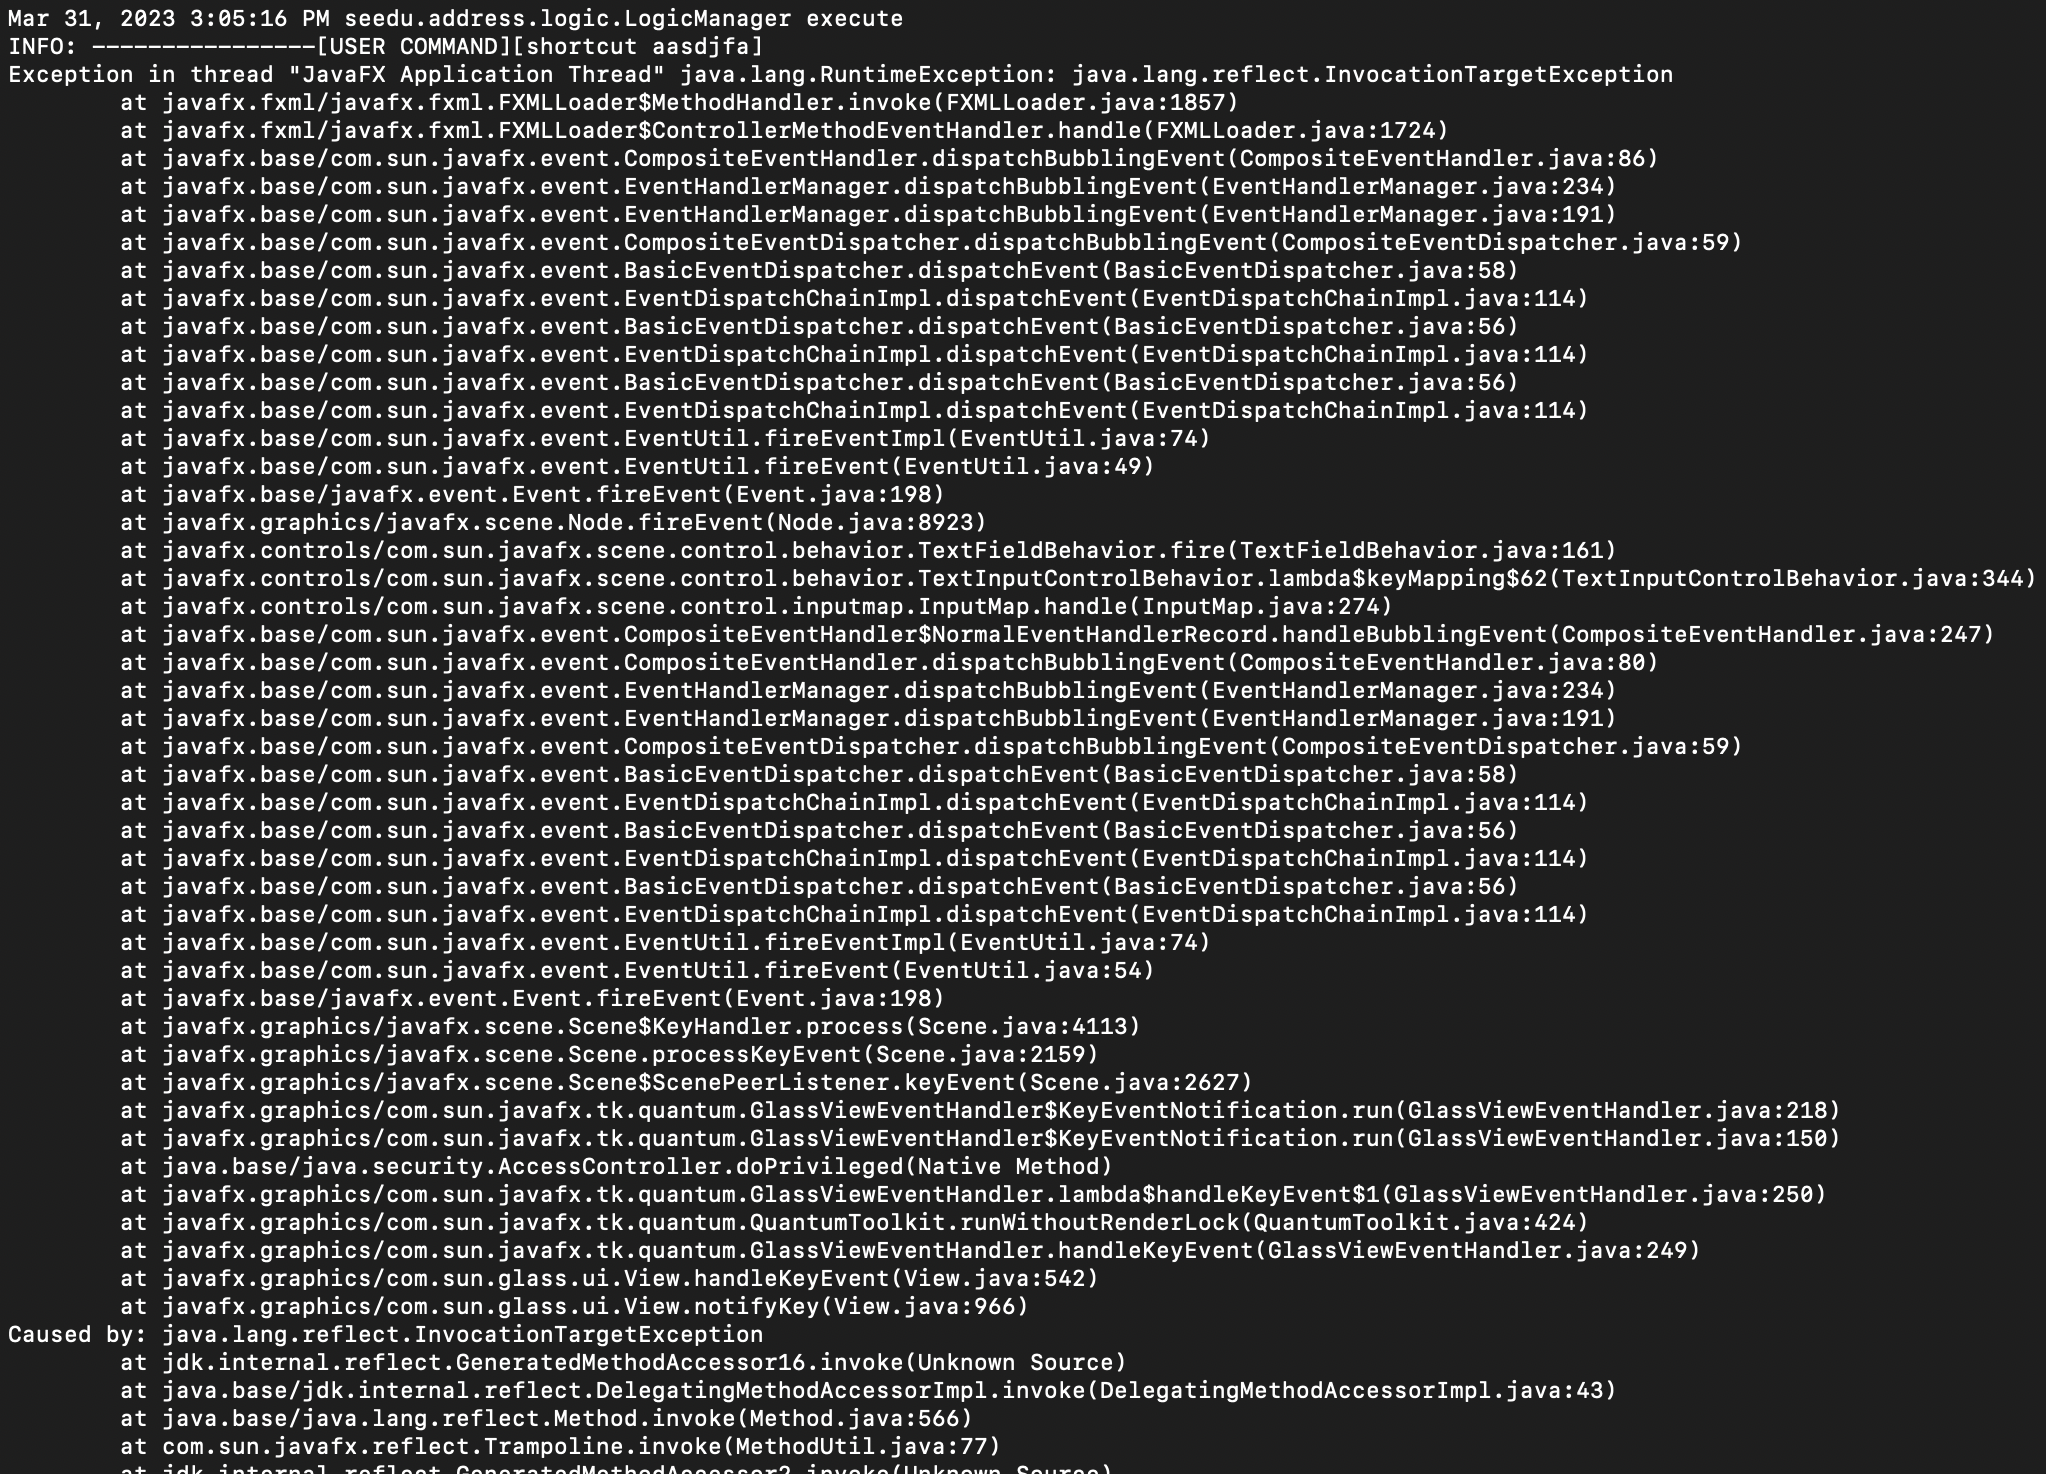 Mar 31, 2023 3:05:16 PM seedu.address.logic.LogicManager execute
INFO: ----------------[USER COMMAND][shortcut aasdjfa]
Exception in thread "JavaFX Application Thread" java.lang.RuntimeException: java.lang.reflect.InvocationTargetException
at javafx.fxml/javafx.fxml.FXMLLoader$MethodHandler.invoke(FXMLLoader.java:1857)
at javafx.fxml/javafx.fxml.FXMLLoader$ControllerMethodEventHandler.handle(FXMLLoader.java:1724)
at javafx.base/com.sun.javafx.event.CompositeEventHandler.dispatchBubblingEvent(CompositeEventHandler.java:86)
at javafx.base/com.sun.javafx.event.EventHandlerManager.dispatchBubblingEvent(EventHandlerManager.java:234)
at javafx.base/com.sun.javafx.event.EventHandlerManager.dispatchBubblingEvent(EventHandlerManager.java:191)
at javafx.base/com.sun.javafx.event.CompositeEventDispatcher.dispatchBubblingEvent(CompositeEventDispatcher.java:59)
at javafx.base/com.sun.javafx.event.BasicEventDispatcher.dispatchEvent(BasicEventDispatcher.java:58)
at javafx.base/com.sun.javafx.event.EventDispatchChainImpl.dispatchEvent(EventDispatchChainImpl.java:114)
at javafx.base/com.sun.javafx.event.BasicEventDispatcher.dispatchEvent(BasicEventDispatcher.java:56)
at javafx.base/com.sun.javafx.event.EventDispatchChainImpl.dispatchEvent(EventDispatchChainImpl.java:114)
at javafx.base/com.sun.javafx.event.BasicEventDispatcher.dispatchEvent(BasicEventDispatcher.java:56)
at javafx.base/com.sun.javafx.event.EventDispatchChainImpl.dispatchEvent(EventDispatchChainImpl.java:114)
at javafx.base/com.sun.javafx.event.EventUtil.fireEventImpl(EventUtil.java:74)
at javafx.base/com.sun.javafx.event.EventUtil.fireEvent(EventUtil.java:49)
at javafx.base/javafx.event.Event.fireEvent(Event.java:198)
at javafx.graphics/javafx.scene.Node.fireEvent(Node.java:8923)
at javafx.controls/com.sun.javafx.scene.control.behavior.TextFieldBehavior.fire(TextFieldBehavior.java:161)
at javafx.controls/com.sun.javafx.scene.control.behavior.TextInputControlBehavior.lambda$keyMapping$62(TextInputControlBehavior.java:344)
at javafx.controls/com.sun.javafx.scene.control.inputmap.InputMap.handle(InputMap.java:274)
at javafx.base/com.sun.javafx.event.CompositeEventHandler$NormalEventHandlerRecord.handleBubblingEvent(CompositeEventHandler.java:247)
at javafx.base/com.sun.javafx.event.CompositeEventHandler.dispatchBubblingEvent(CompositeEventHandler.java:80)
at javafx.base/com.sun.javafx.event.EventHandlerManager.dispatchBubblingEvent(EventHandlerManager.java:234)
at javafx.base/com.sun.javafx.event.EventHandlerManager.dispatchBubblingEvent(EventHandlerManager.java:191)
at javafx.base/com.sun.javafx.event.CompositeEventDispatcher.dispatchBubblingEvent(CompositeEventDispatcher.java:59)
at javafx.base/com.sun.javafx.event.BasicEventDispatcher.dispatchEvent(BasicEventDispatcher.java:58)
at javafx.base/com.sun.javafx.event.EventDispatchChainImpl.dispatchEvent(EventDispatchChainImpl.java:114)
at javafx.base/com.sun.javafx.event.BasicEventDispatcher.dispatchEvent(BasicEventDispatcher.java:56)
at javafx.base/com.sun.javafx.event.EventDispatchChainImpl.dispatchEvent(EventDispatchChainImpl.java:114)
at javafx.base/com.sun.javafx.event.BasicEventDispatcher.dispatchEvent(BasicEventDispatcher.java:56)
at javafx.base/com.sun.javafx.event.EventDispatchChainImpl.dispatchEvent(EventDispatchChainImpl.java:114)
at javafx.base/com.sun.javafx.event.EventUtil.fireEventImpl(EventUtil.java:74)
at javafx.base/com.sun.javafx.event.EventUtil.fireEvent(EventUtil.java:54)
at javafx.base/javafx.event.Event.fireEvent(Event.java:198)
at javafx.graphics/javafx.scene.Scene$KeyHandler.process(Scene.java:4113)
at javafx.graphics/javafx.scene.Scene.processKeyEvent(Scene.java:2159)
at javafx.graphics/javafx.scene.Scene$ScenePeerListener.keyEvent(Scene.java:2627)
at javafx.graphics/com.sun.javafx.tk.quantum.GlassViewEventHandler$KeyEventNotification.run(GlassViewEventHandler.java:218)
at javafx.graphics/com.sun.javafx.tk.quantum.GlassViewEventHandler$KeyEventNotification.run(GlassViewEventHandler.java:150)
at java.base/java.security.AccessController.doPrivileged(Native Method)
at javafx.graphics/com.sun.javafx.tk.quantum.GlassViewEventHandler.lambda$handleKeyEvent$1(GlassViewEventHandler.java:250)
at javafx.graphics/com.sun.javafx.tk.quantum.QuantumToolkit.runWithoutRenderLock(QuantumToolkit.java:424)
at javafx.graphics/com.sun.javafx.tk.quantum.GlassViewEventHandler.handleKeyEvent(GlassViewEventHandler.java:249)
at javafx.graphics/com.sun.glass.ui.View.handleKeyEvent(View.java:542)
at javafx.graphics/com.sun.glass.ui.View.notifyKey(View.java:966)
Caused by: java.lang.reflect.InvocationTargetException
at jdk.internal.reflect.GeneratedMethodAccessor16.invoke(Unknown Source)
at java.base/jdk.internal.reflect.DelegatingMethodAccessorImpl.invoke(DelegatingMethodAccessorImpl.java:43)
at java.base/java.lang.reflect.Method.invoke(Method.java:566)
at com.sun.javafx.reflect.Trampoline.invoke(MethodUtil.java:77)
at jdk.internal.reflect.GeneratedMethodAccessor2.invoke(Unknown Source)